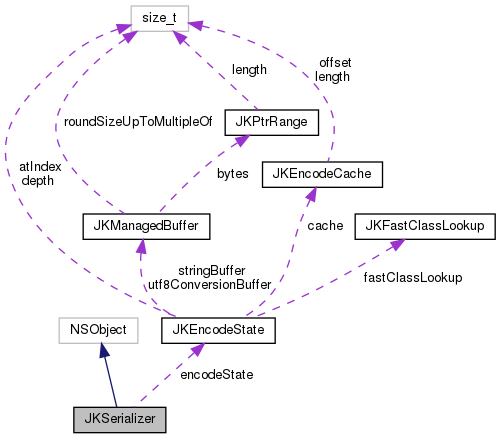 size_t
offset
length
length
roundSizeUpToMultipleOf
JKPtrRange
atIndex
depth
bytes
JKEncodeCache
JKManagedBuffer
cache
JKFastClassLookup
stringBuffer
utf8ConversionBuffer
fastClassLookup
NSObject
JKEncodeState
encodeState
JKSerializer